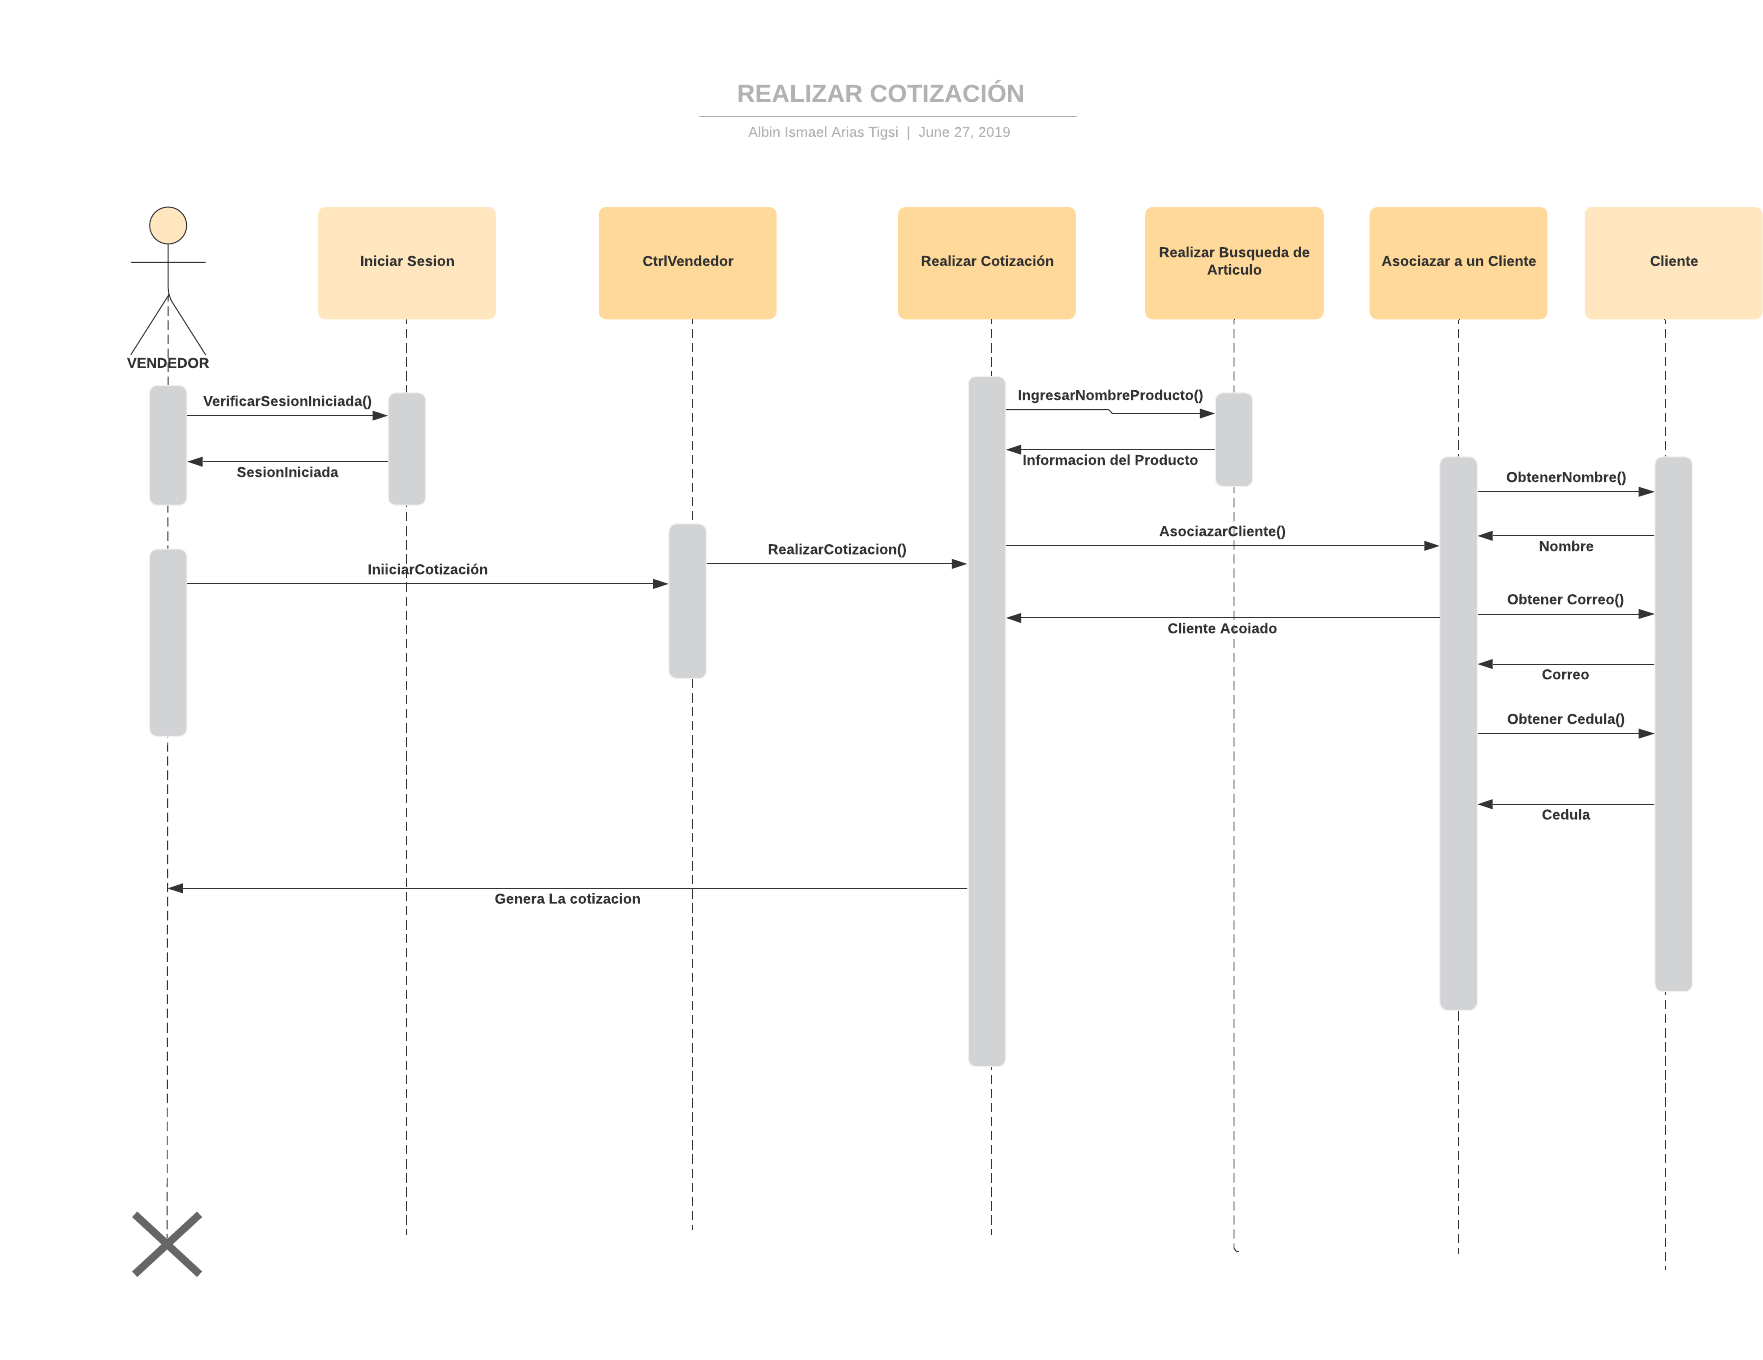 REALIZAR COTIZACIÓN
Albin Ismael Arias Tigsi | June 27, 2019
VENDEDOR
Iniciar Sesion
CtrlVendedor
Realizar Cotización
Realizar Busqueda de
Articulo
Asociazar a un Cliente
Cliente
VerificarSesionIniciada()
IngresarNombreProducto()
SesionIniciada
Informacion del Producto
ObtenerNombre()
AsociazarCliente()
Nombre
RealizarCotizacion()
IniiciarCotización
Obtener Correo()
Cliente Acoiado
Correo
Obtener Cedula()
Cedula
Genera La cotizacion